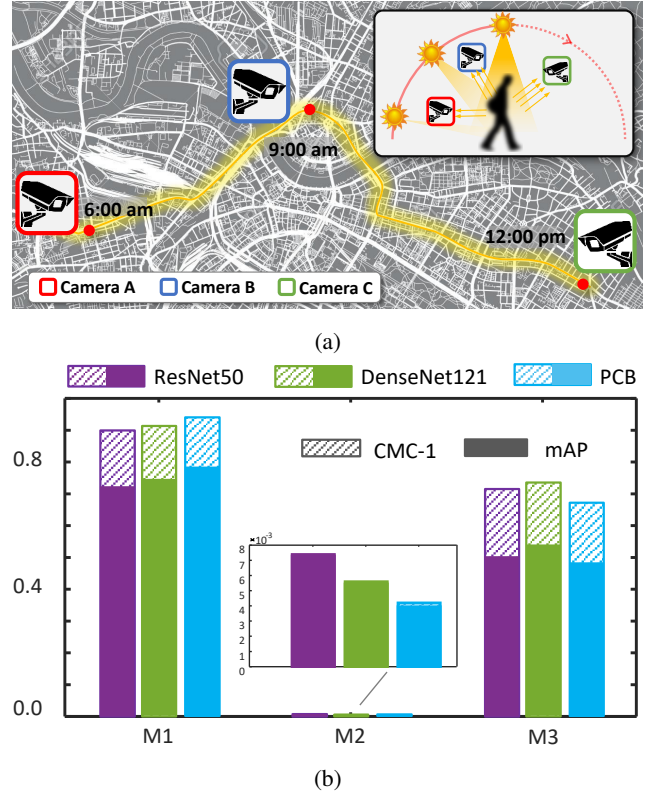 6:00 am
9:00 am
12:00 pm
Camera A Camera B Camera C
(a)
ResNet50 DenseNet121 PCB
CMC-1 mAP
0.8
0.4
0.0
×10-3
8
7
6
5
4
3
2
1
0
M1 M2 M3
(b)